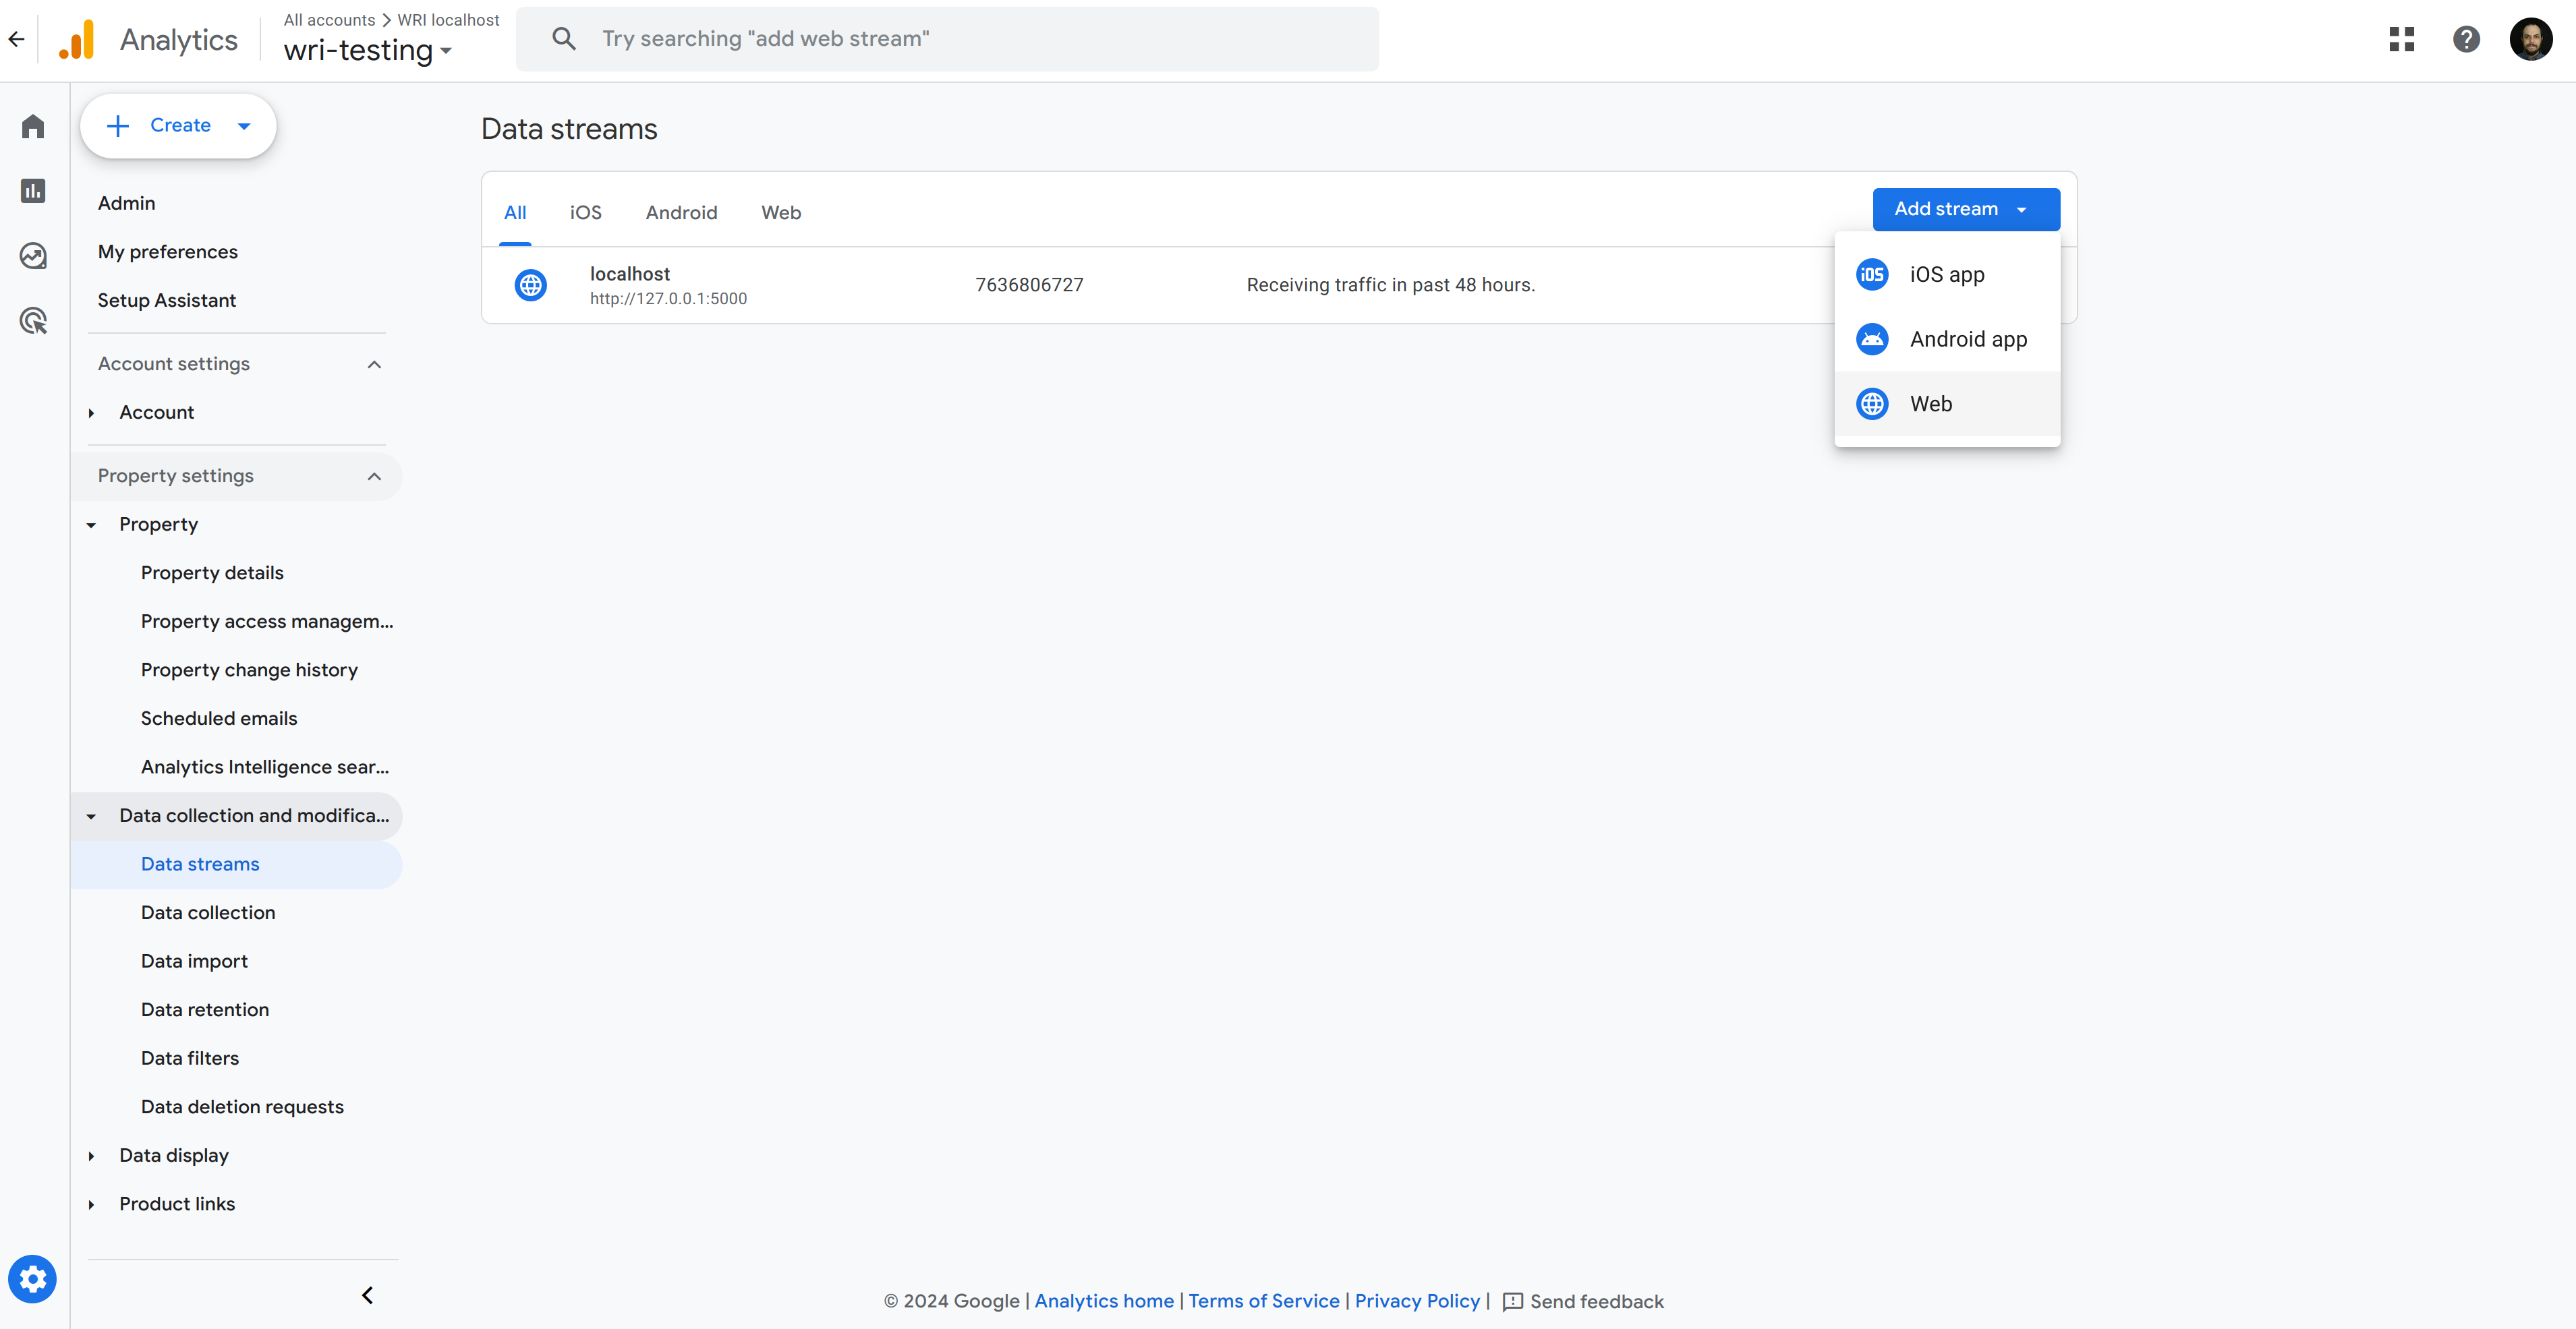 Analytics
All accounts > WRI localhost
wri-testing
Try searching "add web stream"
Create
Admin
My preferences
Setup Assistant
Account settings
Account
Property settings
Property
Property details
Property access managem...
Property change history
Scheduled emails
Analytics Intelligence sear...
Data collection and modifica...
Data streams
Data collection
Data import
Data retention
Data filters
Data deletion requests
Data display
Product links
Data streams
All iOS Android Web
Add stream
localhost
http://127.0.0.1:5000
7636806727
Receiving traffic in past 48 hours.
iOS iOS app
Android app
Web
© 2024 Google | Analytics home | Terms of Service | Privacy Policy | Send feedback